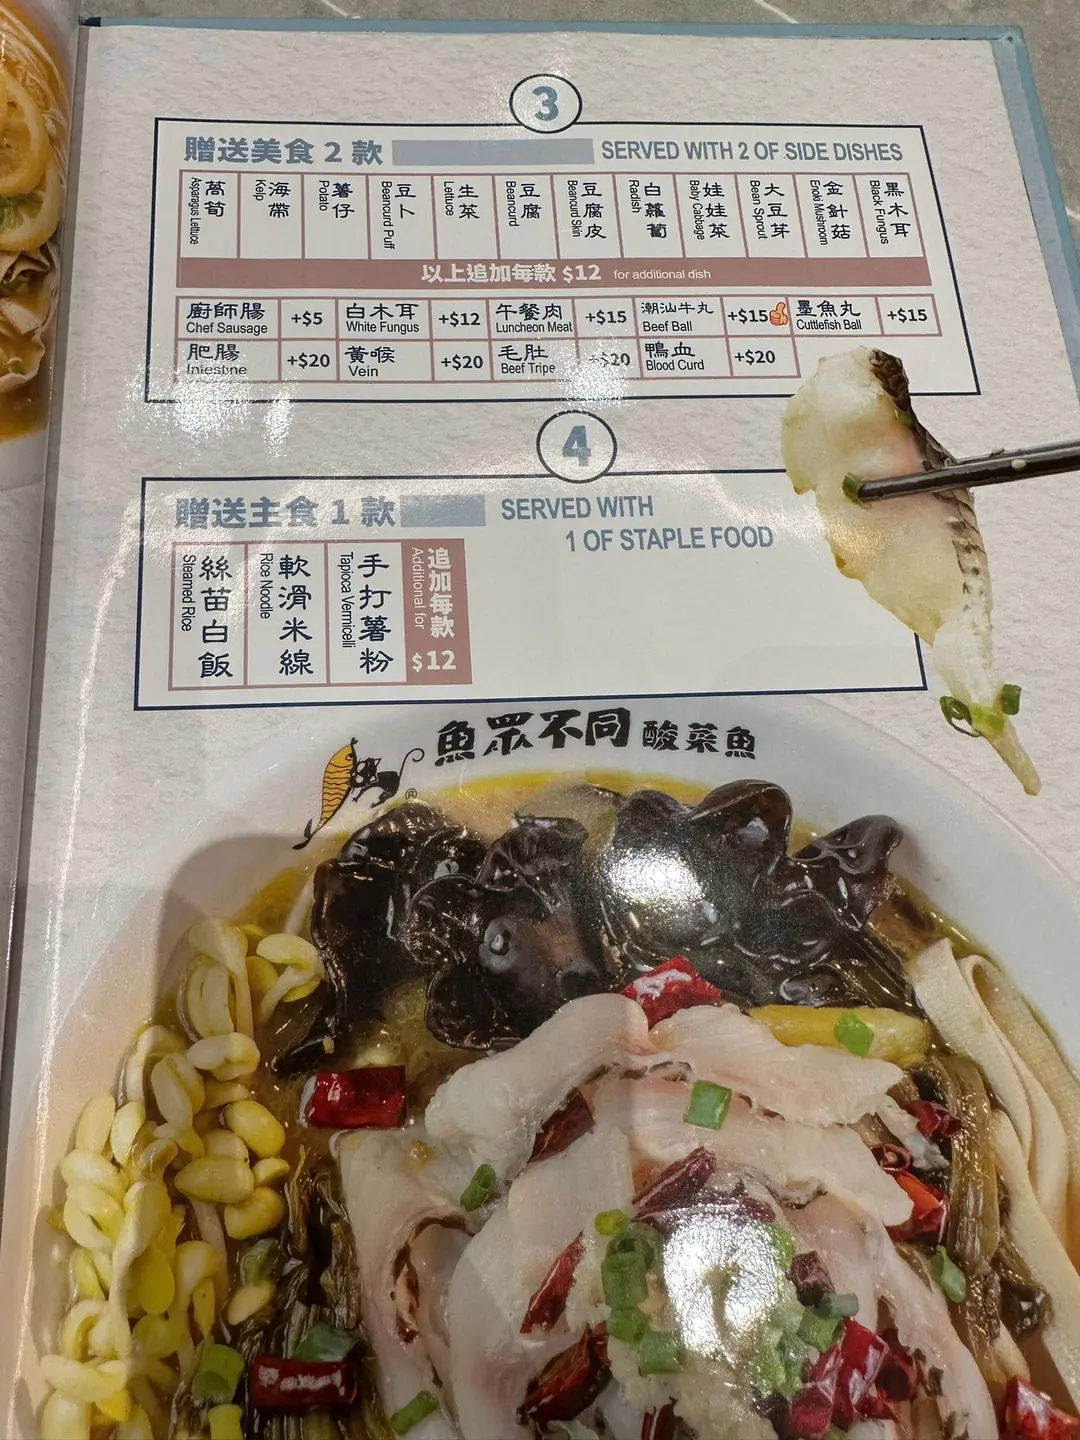 3
贈送美食 2 款 SERVED WITH 2 OF SIDE DISHES
萵筍 Asparagus Lettuce
海帶 Kelp
薯仔 Potato
豆卜 Beancurd Puff
生菜 Lettuce
豆腐 Beancurd
豆腐皮 Beancurd Skin
白蘿蔔 Radish
娃娃菜 Baby Cabbage
大豆芽 Bean Sprout
金針菇 Enoki Mushroom
黑木耳 Black Fungus
以上追加每款 $12 for additional dish
廚師腸 Chef Sausage +$5
白木耳 White Fungus +$12
午餐肉 Luncheon Meat +$15
潮汕牛丸 Beef Ball +$15
墨魚丸 Cuttlefish Ball +$15
肥腸 Intestine +$20
黃喉 Vein +$20
毛肚 Beef Tripe +$20
鴨血 Blood Curd +$20
4
贈送主食 1 款 SERVED WITH
1 OF STAPLE FOOD
絲苗白飯 Steamed Rice
軟滑米線 Rice Noodle
手打薯粉 Tapioca Vermicelli
追加每款 Additional for $12
魚眾不同 酸菜魚
®